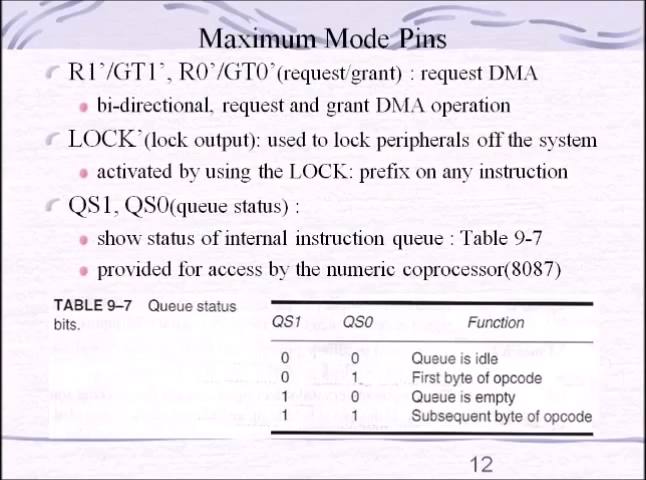 Maximum Mode Pins
R1’/GT1’, R0’/GT0’(request/grant) : request DMA
bi-directional, request and grant DMA operation
LOCK’(lock output): used to lock peripherals off the system
activated by using the LOCK: prefix on any instruction
QS1, QS0(queue status) :
show status of internal instruction queue : Table 9-7
provided for access by the numeric coprocessor(8087)
TABLE 9–7 Queue status
bits.
QS1 QS0 Function
0 0 Queue is idle
0 1 First byte of opcode
1 0 Queue is empty
1 1 Subsequent byte of opcode
12